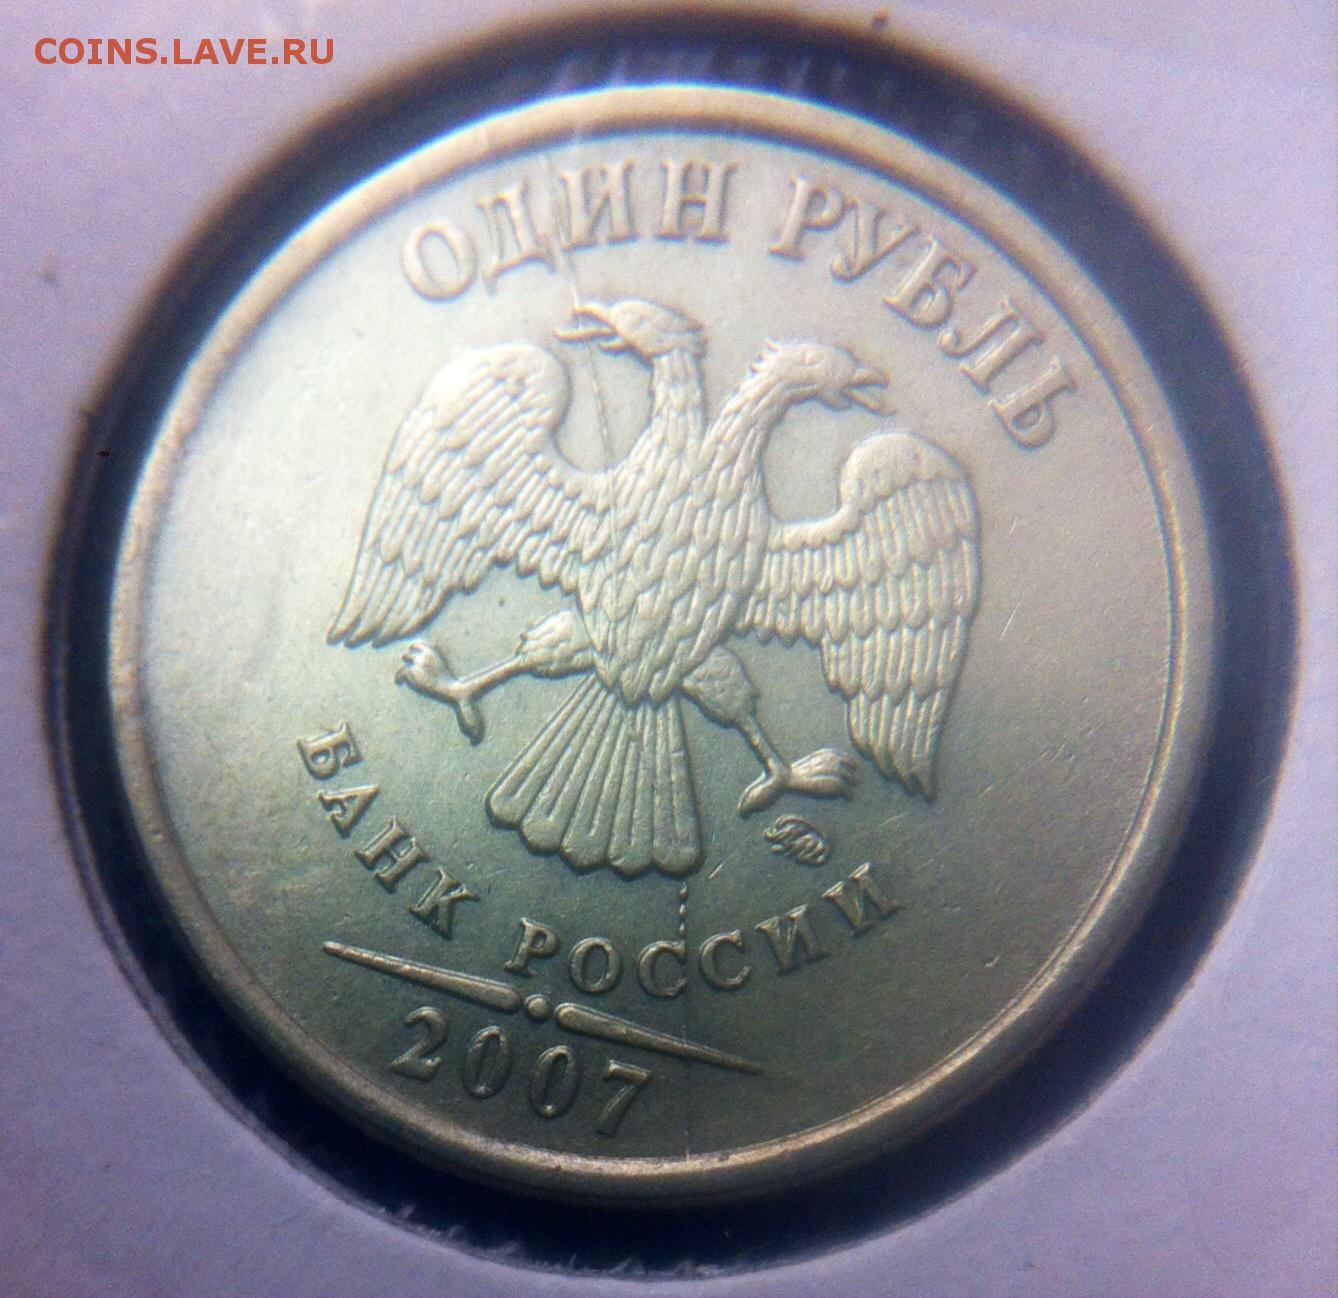 COINS.LAVE.RU
ОДИН РУБЛЬ
БАНК РОССИИ
2007